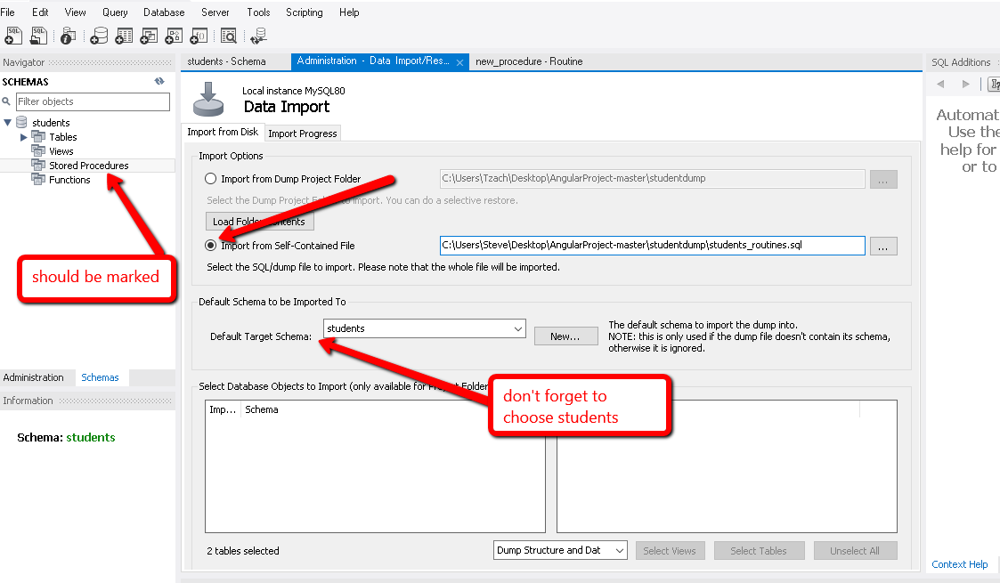 File Edit View Query Database Server Tools Scripting Help
SQL SQL
Navigator
SCHEMAS
Filter objects
students
Tables
Views
Stored Procedures
Functions
should be marked
Administration Schemas
Information
Schema: students
students - Schema Administration - Data Import/Res... new_procedure - Routine
Local instance MySQL80
Data Import
Import from Disk Import Progress
Import Options
Import from Dump Project Folder C:\Users\Tzach\Desktop\AngularProject-master\studentdump ...
Select the Dump Project to import. You can do a selective restore.
Load Folder
Import from Self-Contained File C:\Users\Steve\Desktop\AngularProject-master\studentdump\students_routines.sql ...
Select the SQL/dump file to import. Please note that the whole file will be imported.
Default Schema to be Imported To
Default Target Schema: students New... The default schema to import the dump into.
NOTE: this is only used if the dump file doesn't contain its schema,
otherwise it is ignored.
Select Database Objects to Import (only available for Project Folder
don't forget to
choose students
Imp... Schema
2 tables selected Dump Structure and Dat Select Views Select Tables Unselect All
SQL Additions
Automat
Use the
help for
or to
Context Help